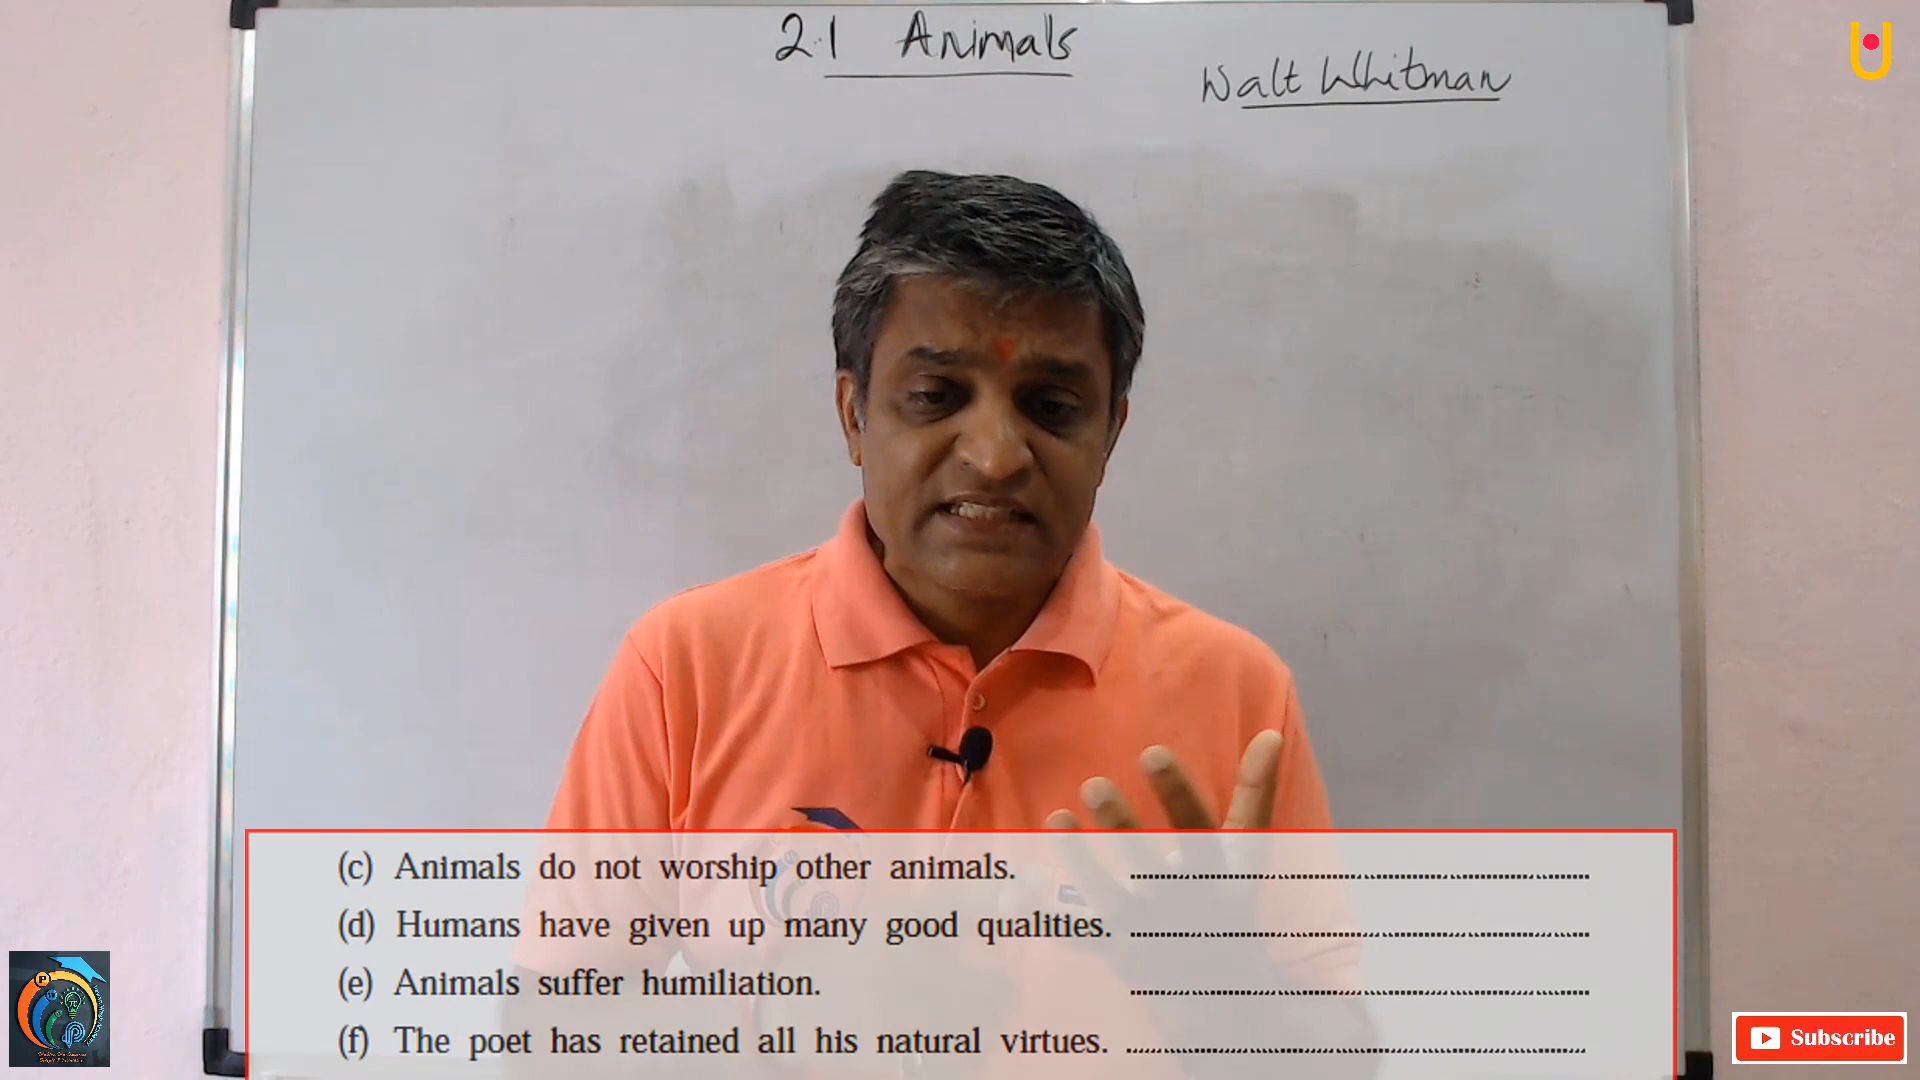 2.1 Animals
Walt Whitman
(c) Animals do not worship other animals. ........................
(d) Humans have given up many good qualities. ........................
(e) Animals suffer humiliation. ........................
(f) The poet has retained all his natural virtues. ........................
Subscribe